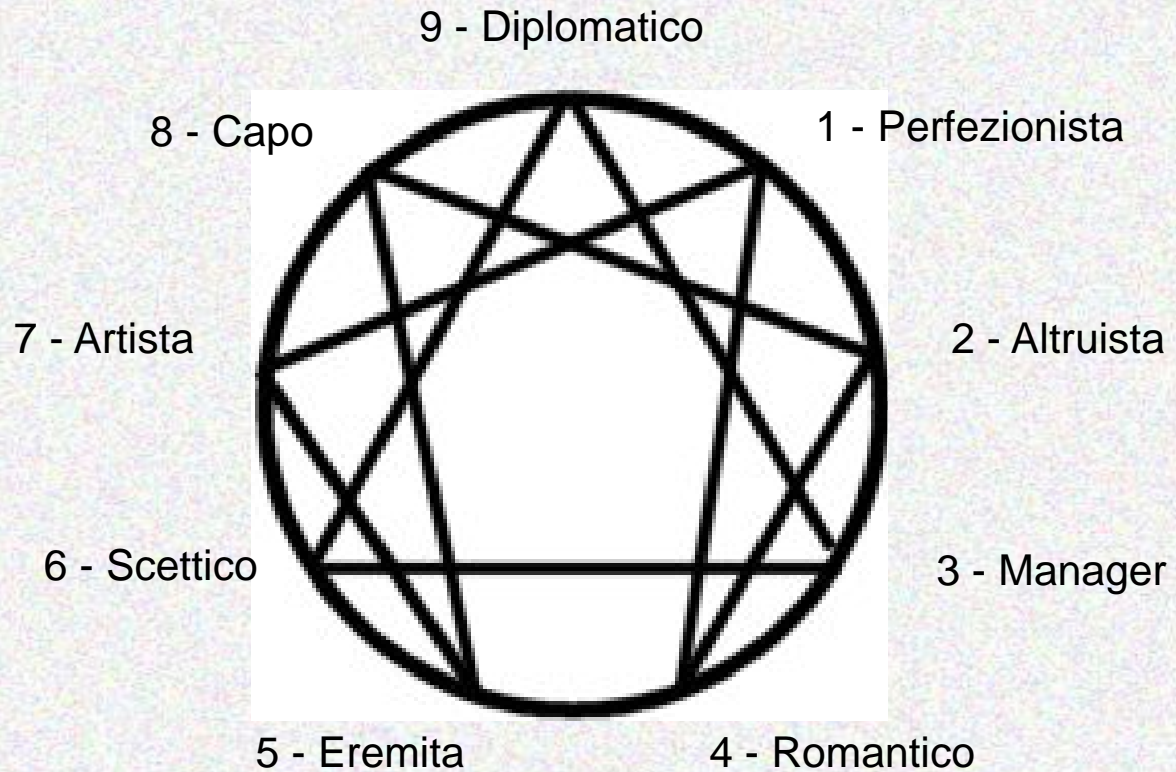 9 - Diplomatico
8 - Capo
1 - Perfezionista
7 - Artista
2 - Altruista
6 - Scettico
3 - Manager
5 - Eremita
4 - Romantico